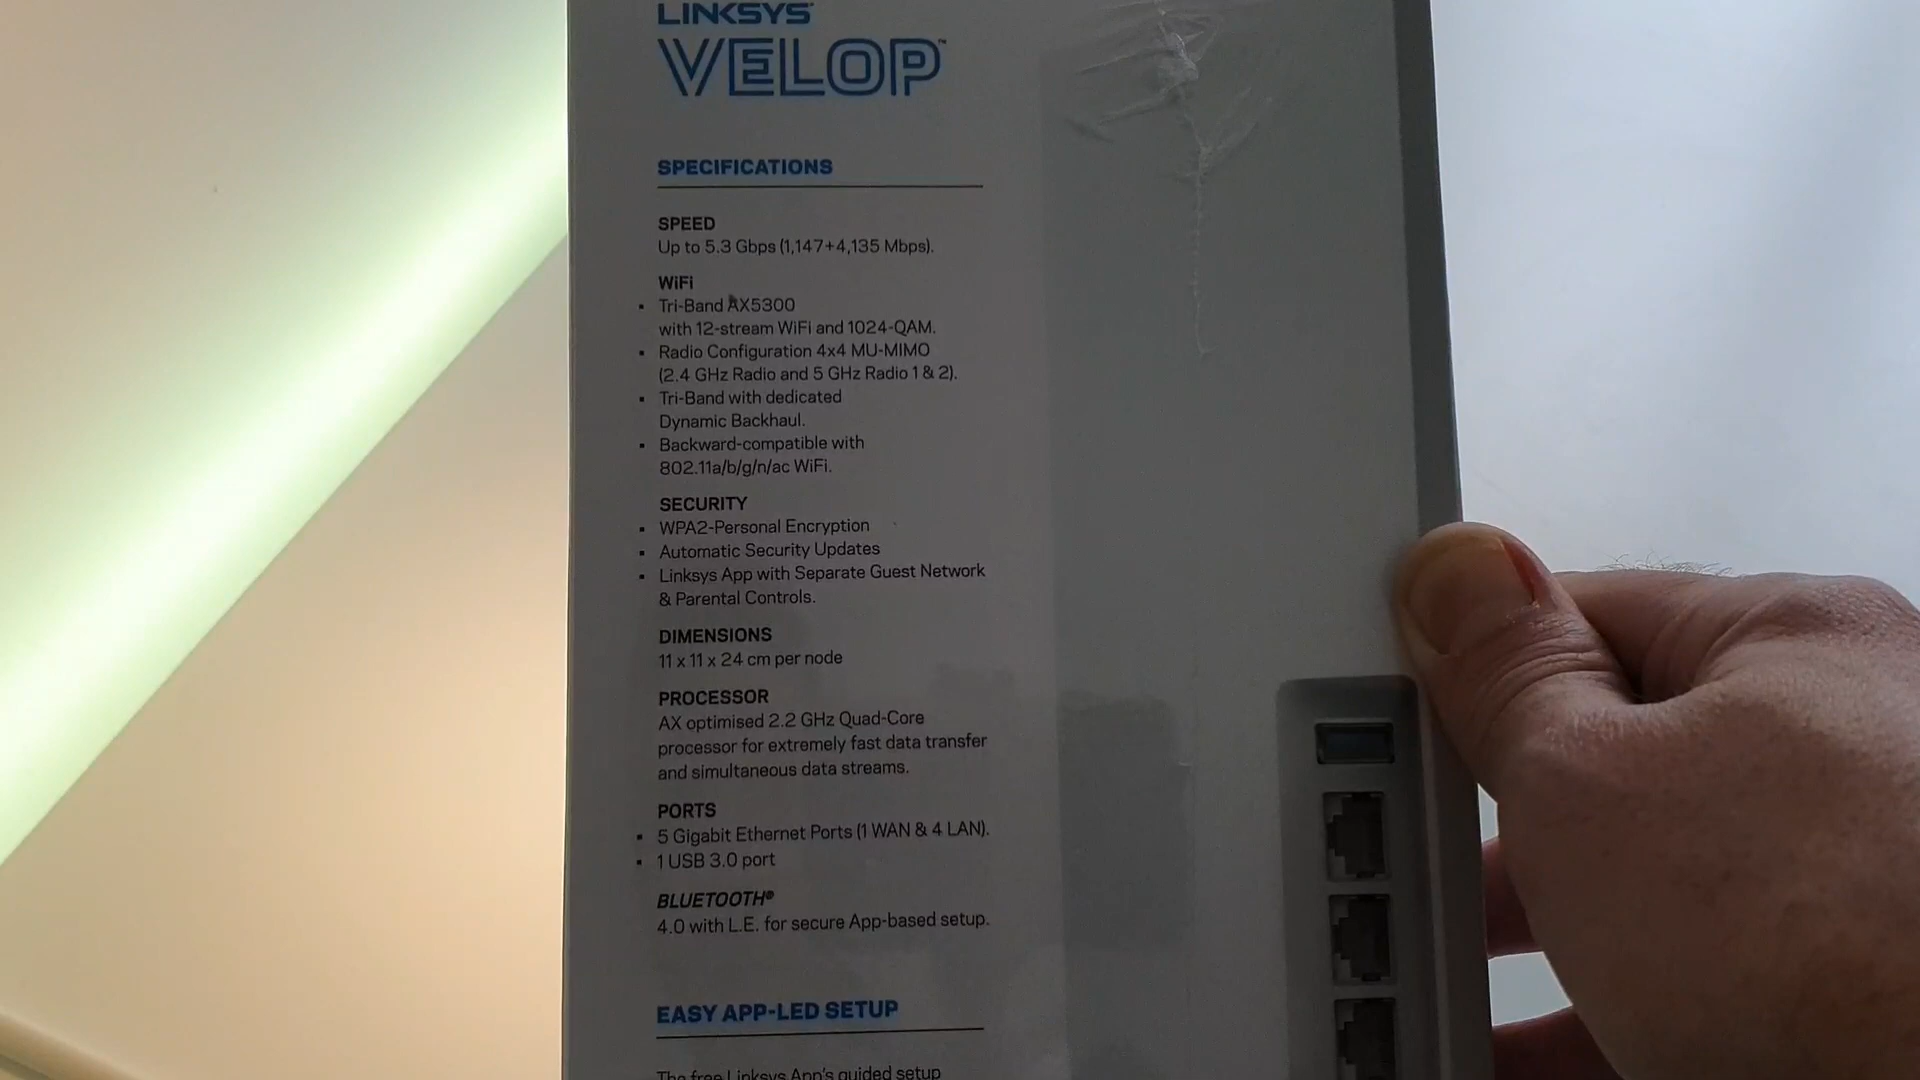 LINKSYS
VELOP™
SPECIFICATIONS
SPEED
Up to 5.3 Gbps (1,147+4,135 Mbps).
WiFi
▪ Tri-Band AX5300
with 12-stream WiFi and 1024-QAM.
▪ Radio Configuration 4x4 MU-MIMO
(2.4 GHz Radio and 5 GHz Radio 1 & 2).
▪ Tri-Band with dedicated
Dynamic Backhaul.
▪ Backward-compatible with
802.11a/b/g/n/ac WiFi.
SECURITY
▪ WPA2-Personal Encryption
▪ Automatic Security Updates
▪ Linksys App with Separate Guest Network
& Parental Controls.
DIMENSIONS
11 x 11 x 24 cm per node
PROCESSOR
AX optimised 2.2 GHz Quad-Core
processor for extremely fast data transfer
and simultaneous data streams.
PORTS
▪ 5 Gigabit Ethernet Ports (1 WAN & 4 LAN).
▪ 1 USB 3.0 port
BLUETOOTH®
4.0 with L.E. for secure App-based setup.
EASY APP-LED SETUP
The free Linksys App's guided setup